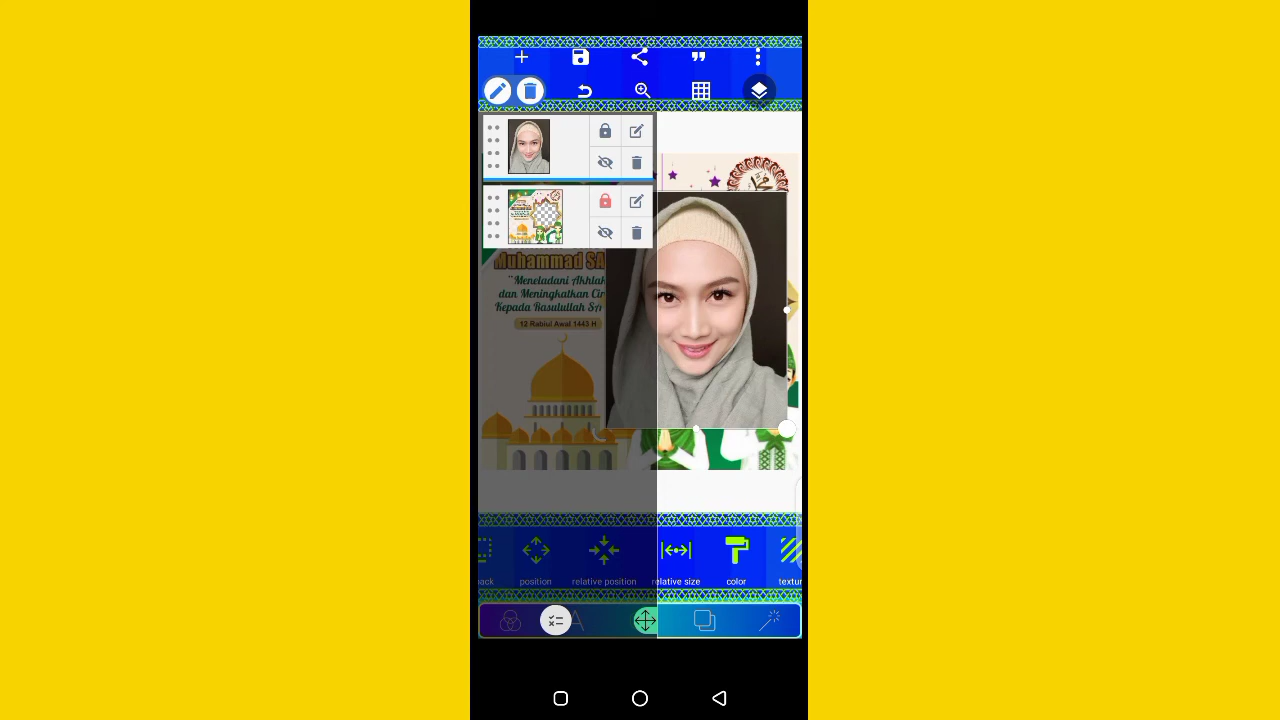 Muhammad SA
"Meneladani Akhlak
dan Meningkatkan Cin
Kepada Rasulullah SA
12 Rabiul Awal 1443 H
position
relative position
relative size
color
textur